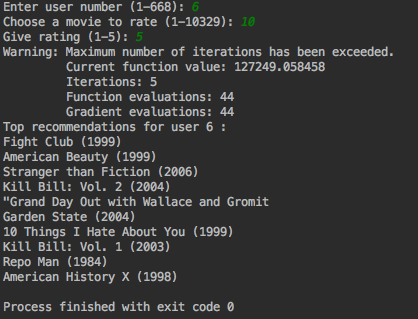 Enter user number (1-668): 6
Choose a movie to rate (1-10329): 10
Give rating (1-5): 5
Warning: Maximum number of iterations has been exceeded.
Current function value: 127249.058458
Iterations: 5
Function evaluations: 44
Gradient evaluations: 44
Top recommendations for user 6 :
Fight Club (1999)
American Beauty (1999)
Stranger than Fiction (2006)
Kill Bill: Vol. 2 (2004)
"Grand Day Out with Wallace and Gromit
Garden State (2004)
10 Things I Hate About You (1999)
Kill Bill: Vol. 1 (2003)
Repo Man (1984)
American History X (1998)
Process finished with exit code 0